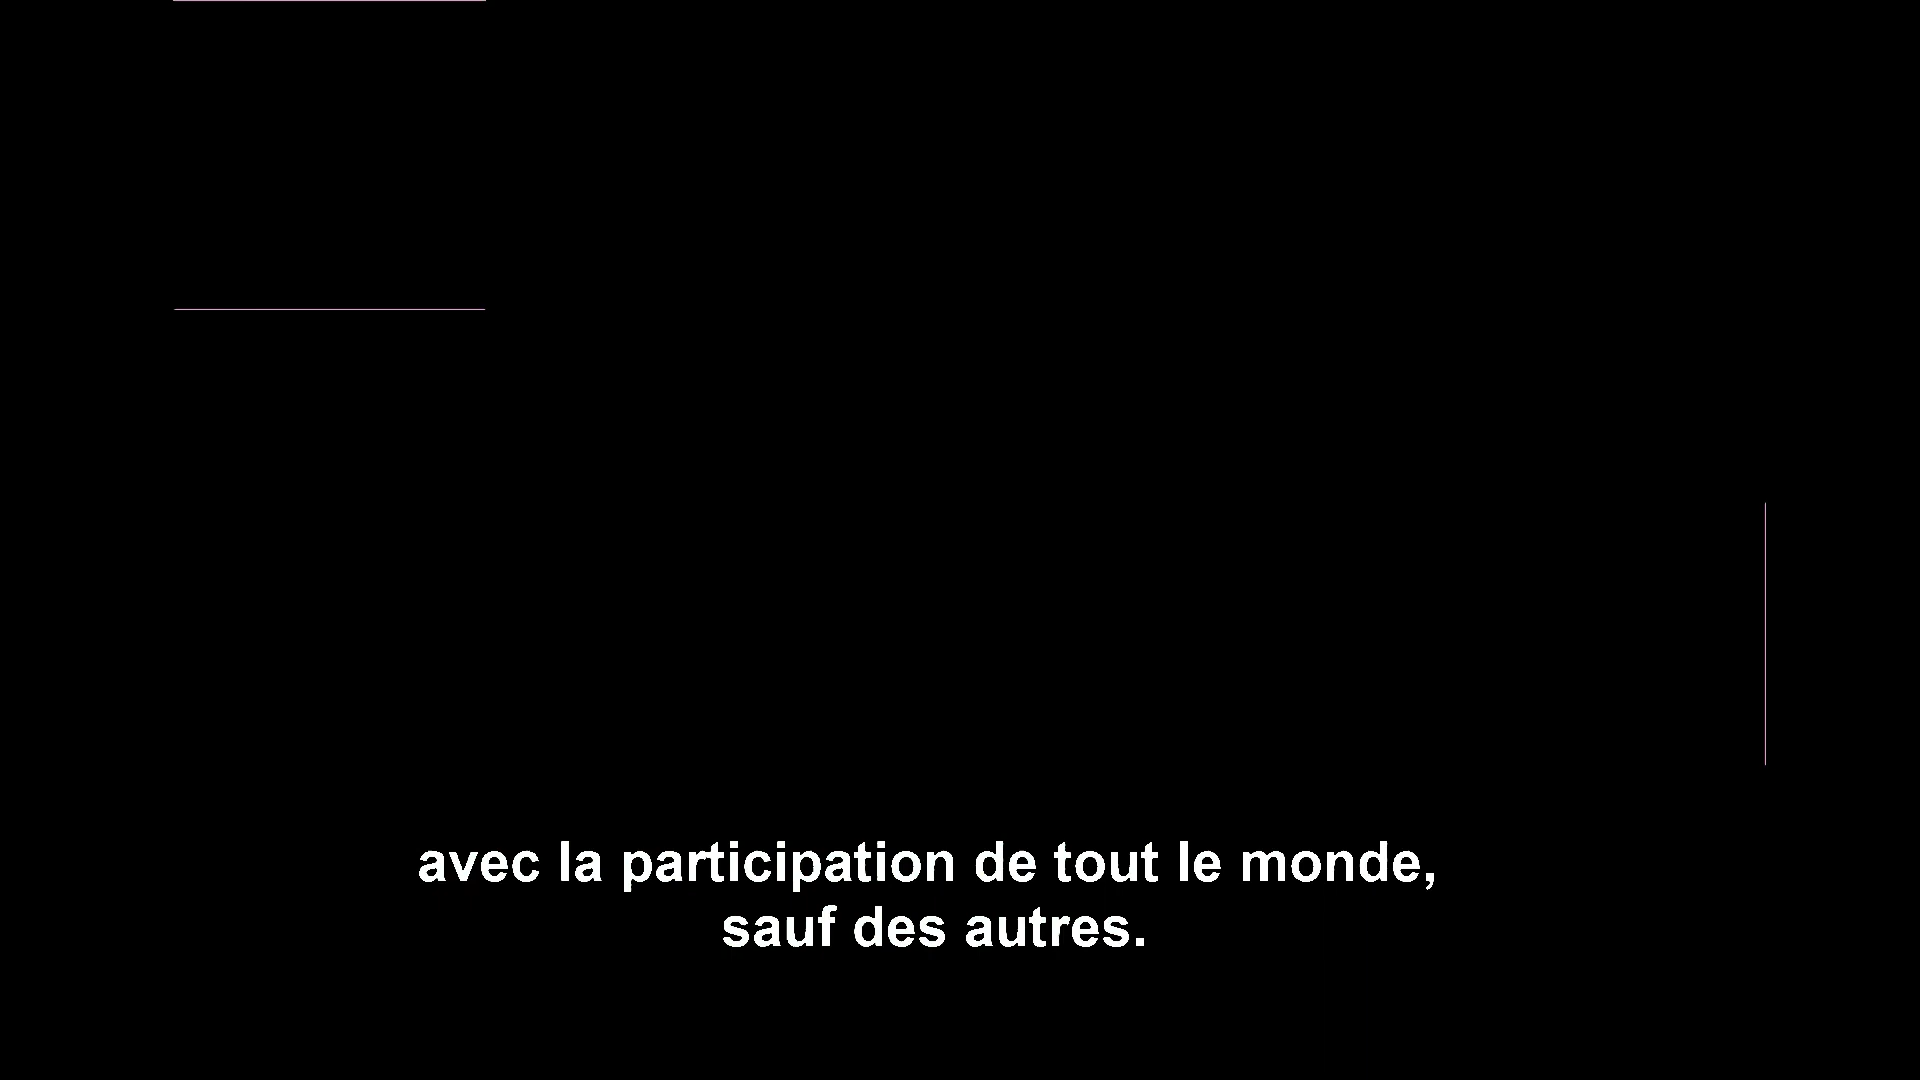 avec la participation de tout le monde,
sauf des autres.